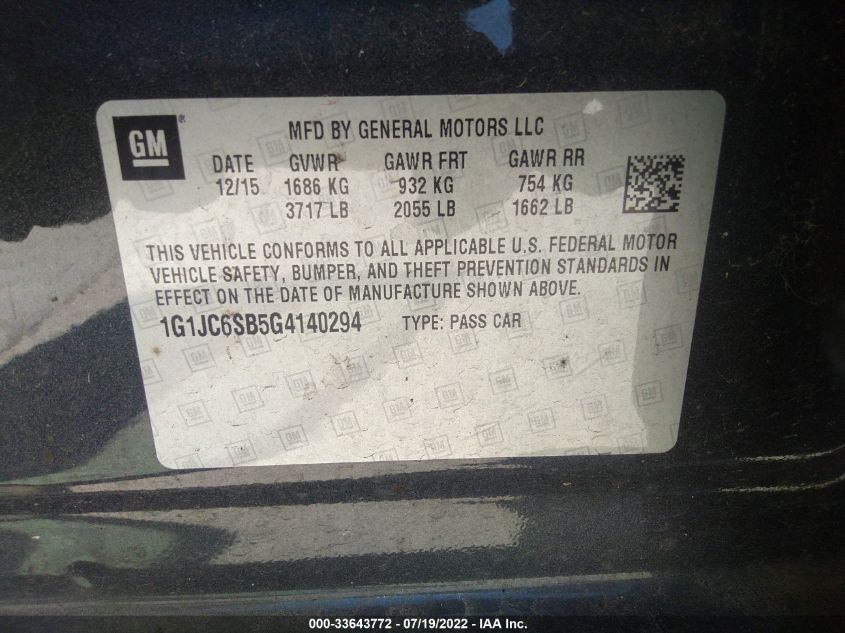 GM
®
MFD BY GENERAL MOTORS LLC
DATE GVWR GAWR FRT GAWR RR
12/15 1686 KG 932 KG 754 KG
3717 LB 2055 LB 1662 LB
THIS VEHICLE CONFORMS TO ALL APPLICABLE U.S. FEDERAL MOTOR
VEHICLE SAFETY, BUMPER, AND THEFT PREVENTION STANDARDS IN
EFFECT ON THE DATE OF MANUFACTURE SHOWN ABOVE.
1G1JC6SB5G4140294 TYPE: PASS CAR
000-33643772 - 07/19/2022 - IAA Inc.